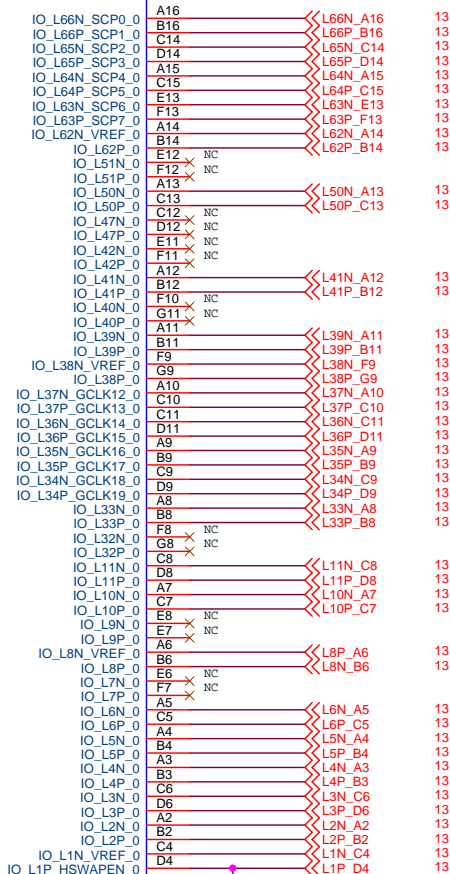 IO_L66N_SCP0_0 A16 L66N_A16 13
IO_L66P_SCP1_0 B16 L66P_B16 13
IO_L65N_SCP2_0 C14 L65N_C14 13
IO_L65P_SCP3_0 D14 L65P_D14 13
IO_L64N_SCP4_0 A15 L64N_A15 13
IO_L64P_SCP5_0 C15 L64P_C15 13
IO_L63N_SCP6_0 E13 L63N_E13 13
IO_L63P_SCP7_0 F13 L63P_F13 13
IO_L62N_VREF_0 A14 L62N_A14 13
IO_L62P_0 B14 L62P_B14 13
IO_L51N_0 E12 NC
IO_L51P_0 F12 NC
IO_L50N_0 A13 L50N_A13 13
IO_L50P_0 C13 L50P_C13 13
IO_L47N_0 C12 NC
IO_L47P_0 D12 NC
IO_L42N_0 E11 NC
IO_L42P_0 F11 NC
IO_L41N_0 A12 L41N_A12 13
IO_L41P_0 B12 L41P_B12 13
IO_L40N_0 F10 NC
IO_L40P_0 G11 NC
IO_L39N_0 A11 L39N_A11 13
IO_L39P_0 B11 L39P_B11 13
IO_L38N_VREF_0 F9 L38N_F9 13
IO_L38P_0 G9 L38P_G9 13
IO_L37N_GCLK12_0 A10 L37N_A10 13
IO_L37P_GCLK13_0 C10 L37P_C10 13
IO_L36N_GCLK14_0 C11 L36N_C11 13
IO_L36P_GCLK15_0 D11 L36P_D11 13
IO_L35N_GCLK16_0 A9 L35N_A9 13
IO_L35P_GCLK17_0 B9 L35P_B9 13
IO_L34N_GCLK18_0 C9 L34N_C9 13
IO_L34P_GCLK19_0 D9 L34P_D9 13
IO_L33N_0 A8 L33N_A8 13
IO_L33P_0 B8 L33P_B8 13
IO_L32N_0 F8 NC
IO_L32P_0 G8 NC
IO_L11N_0 C8 L11N_C8 13
IO_L11P_0 D8 L11P_D8 13
IO_L10N_0 A7 L10N_A7 13
IO_L10P_0 C7 L10P_C7 13
IO_L9N_0 E8 NC
IO_L9P_0 E7 NC
IO_L8N_VREF_0 A6 L8P_A6 13
IO_L8P_0 B6 L8N_B6 13
IO_L7N_0 E6 NC
IO_L7P_0 F7 NC
IO_L6N_0 A5 L6N_A5 13
IO_L6P_0 C5 L6P_C5 13
IO_L5N_0 A4 L5N_A4 13
IO_L5P_0 B4 L5P_B4 13
IO_L4N_0 A3 L4N_A3 13
IO_L4P_0 B3 L4P_B3 13
IO_L3N_0 C6 L3N_C6 13
IO_L3P_0 D6 L3P_D6 13
IO_L2N_0 A2 L2N_A2 13
IO_L2P_0 B2 L2P_B2 13
IO_L1N_VREF_0 C4 L1N_C4 13
IO_L1P_HSWAPEN_0 D4 L1P_D4 13